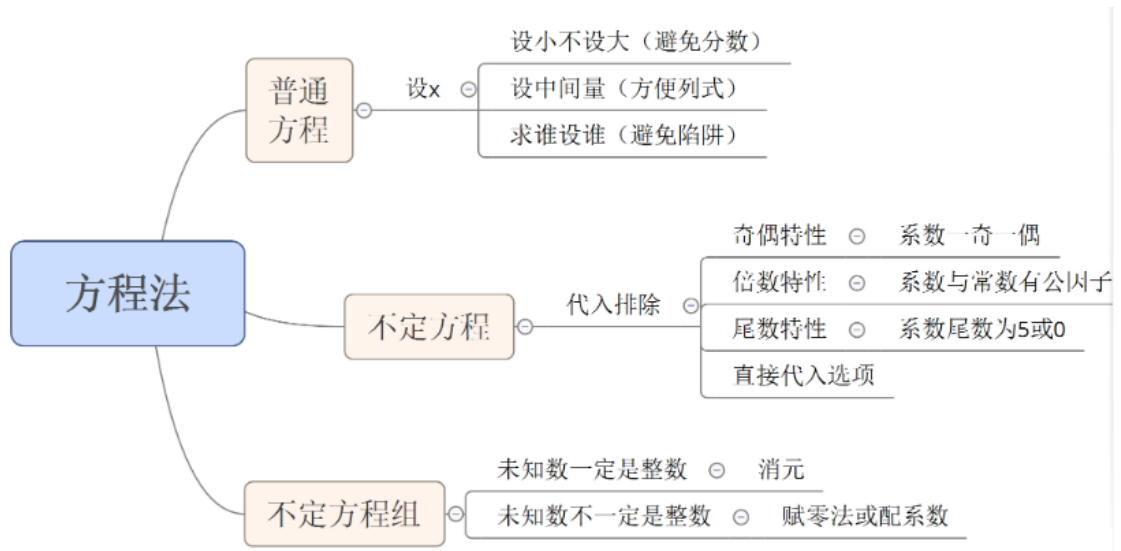 方程法
普通
方程
设x
设小不设大（避免分数）
设中间量（方便列式）
求谁设谁（避免陷阱）
不定方程
代入排除
奇偶特性 系数一奇一偶
倍数特性 系数与常数有公因子
尾数特性 系数尾数为5或0
直接代入选项
不定方程组
未知数一定是整数 消元
未知数不一定是整数 赋零法或配系数